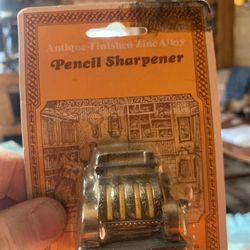 Antique-Finished Zinc Alloy
Pencil Sharpener